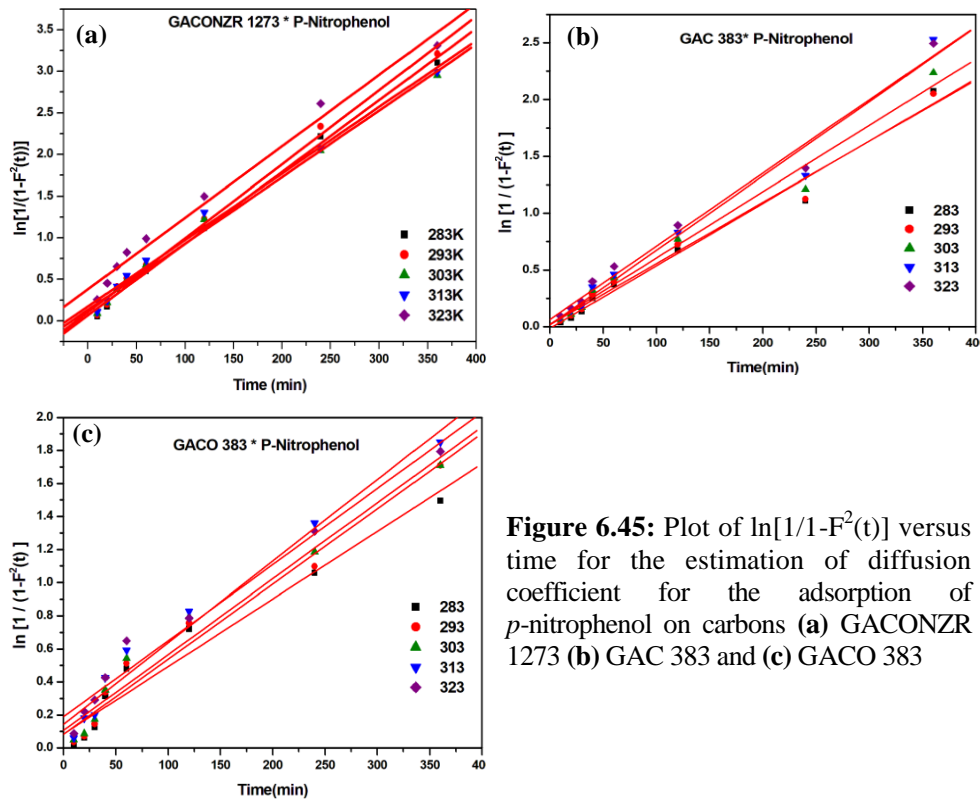 (a)
GACONZR 1273 * P-Nitrophenol
ln[1/(1-F²(t))]
3.5
3.0
2.5
2.0
1.5
1.0
0.5
0.0
283K
293K
303K
313K
323K
0 50 100 150 200 250 300 350 400
Time (min)
(b)
GAC 383* P-Nitrophenol
ln [1 / (1-F²(t) ]
2.5
2.0
1.5
1.0
0.5
0.0
283
293
303
313
323
0 50 100 150 200 250 300 350 40
Time(min)
(c)
GACO 383 * P-Nitrophenol
ln [1 / (1-F²(t) ]
2.0
1.8
1.6
1.4
1.2
1.0
0.8
0.6
0.4
0.2
0.0
283
293
303
313
323
0 50 100 150 200 250 300 350 40
Time(min)
Figure 6.45: Plot of ln[1/1-F²(t)] versus
time for the estimation of diffusion
coefficient for the adsorption of
p-nitrophenol on carbons (a) GACONZR
1273 (b) GAC 383 and (c) GACO 383